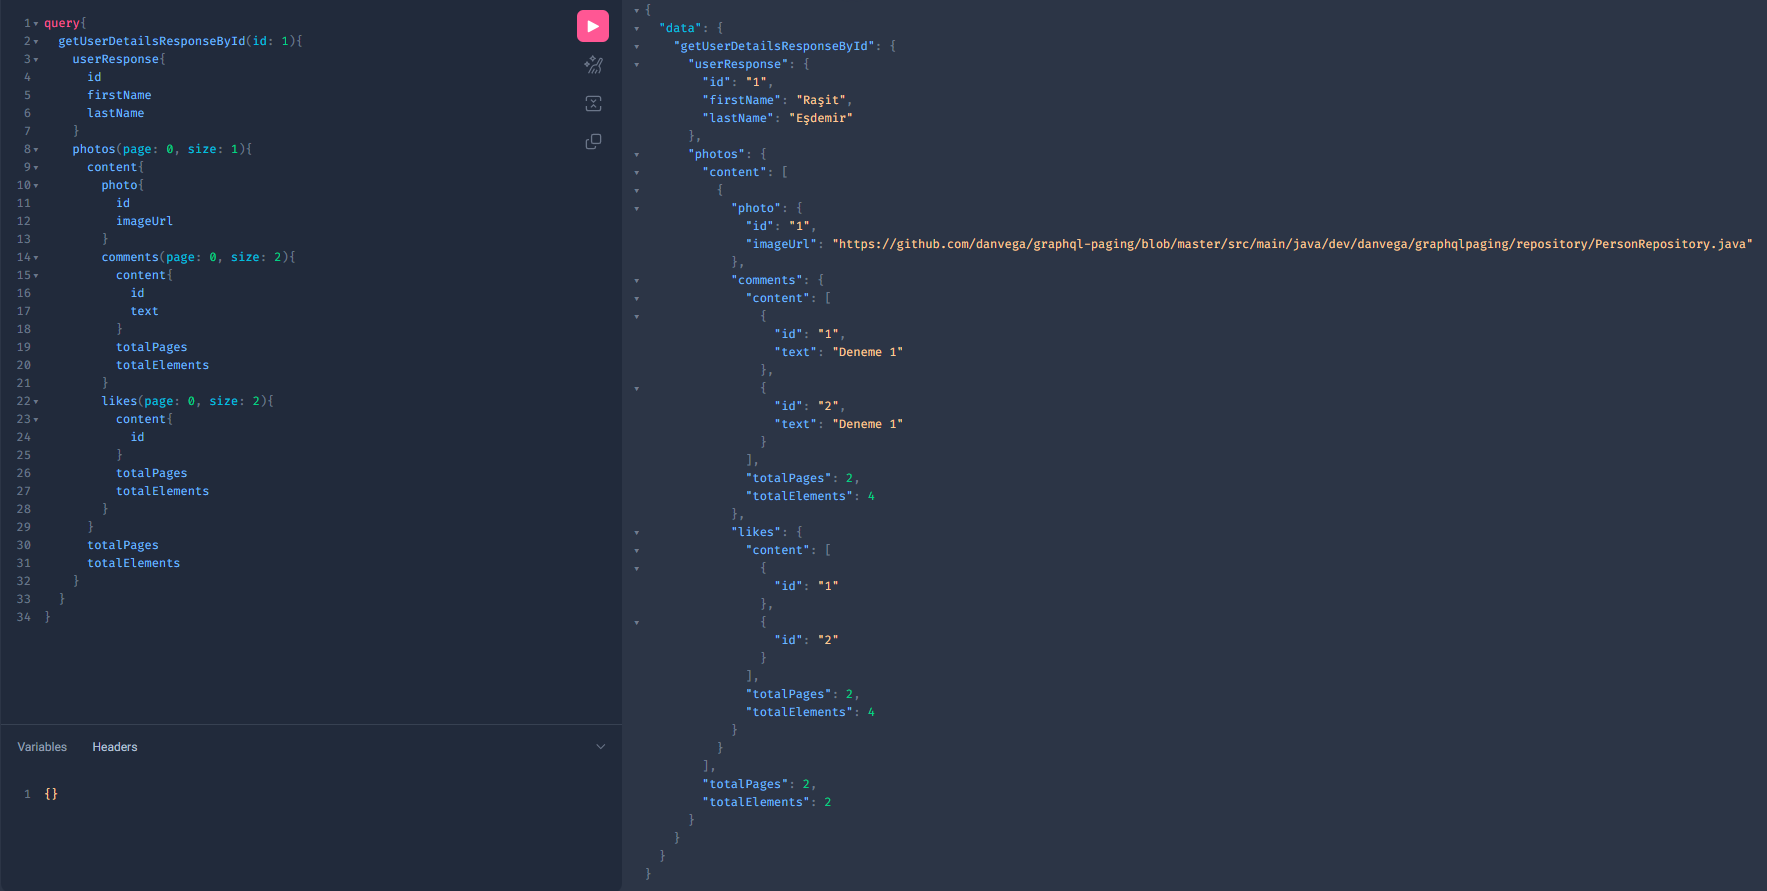 1 query{
2 getUserDetailsResponseById(id: 1){
3 userResponse{
4 id
5 firstName
6 lastName
7 }
8 photos(page: 0, size: 1){
9 content{
10 photo{
11 id
12 imageUrl
13 }
14 comments(page: 0, size: 2){
15 content{
16 id
17 text
18 }
19 totalPages
20 totalElements
21 }
22 likes(page: 0, size: 2){
23 content{
24 id
25 }
26 totalPages
27 totalElements
28 }
29 }
30 totalPages
31 totalElements
32 }
33 }
34 }
Variables Headers
1 {}
{
"data": {
"getUserDetailsResponseById": {
"userResponse": {
"id": "1",
"firstName": "Raşit",
"lastName": "Eşdemir"
},
"photos": {
"content": [
{
"photo": {
"id": "1",
"imageUrl": "https://github.com/danvega/graphql-paging/blob/master/src/main/java/dev/danvega/graphqlpaging/repository/PersonRepository.java"
},
"comments": {
"content": [
{
"id": "1",
"text": "Deneme 1"
},
{
"id": "2",
"text": "Deneme 1"
}
],
"totalPages": 2,
"totalElements": 4
},
"likes": {
"content": [
{
"id": "1"
},
{
"id": "2"
}
],
"totalPages": 2,
"totalElements": 4
}
}
],
"totalPages": 2,
"totalElements": 2
}
}
}
}